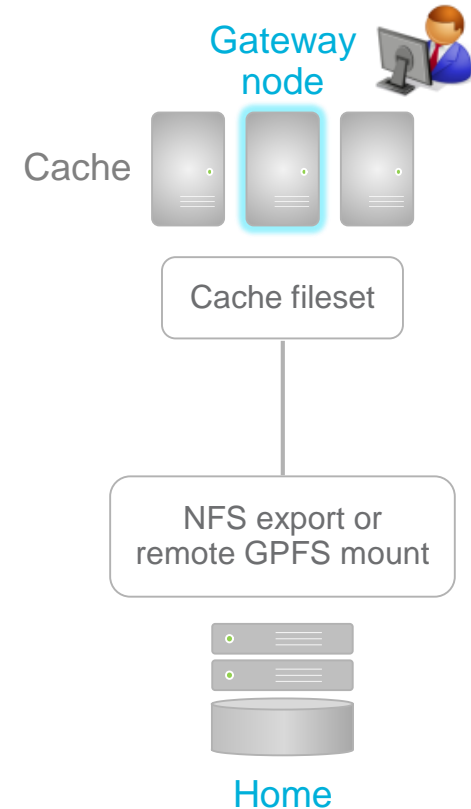 Gateway
node
Cache
Cache fileset
NFS export or
remote GPFS mount
Home